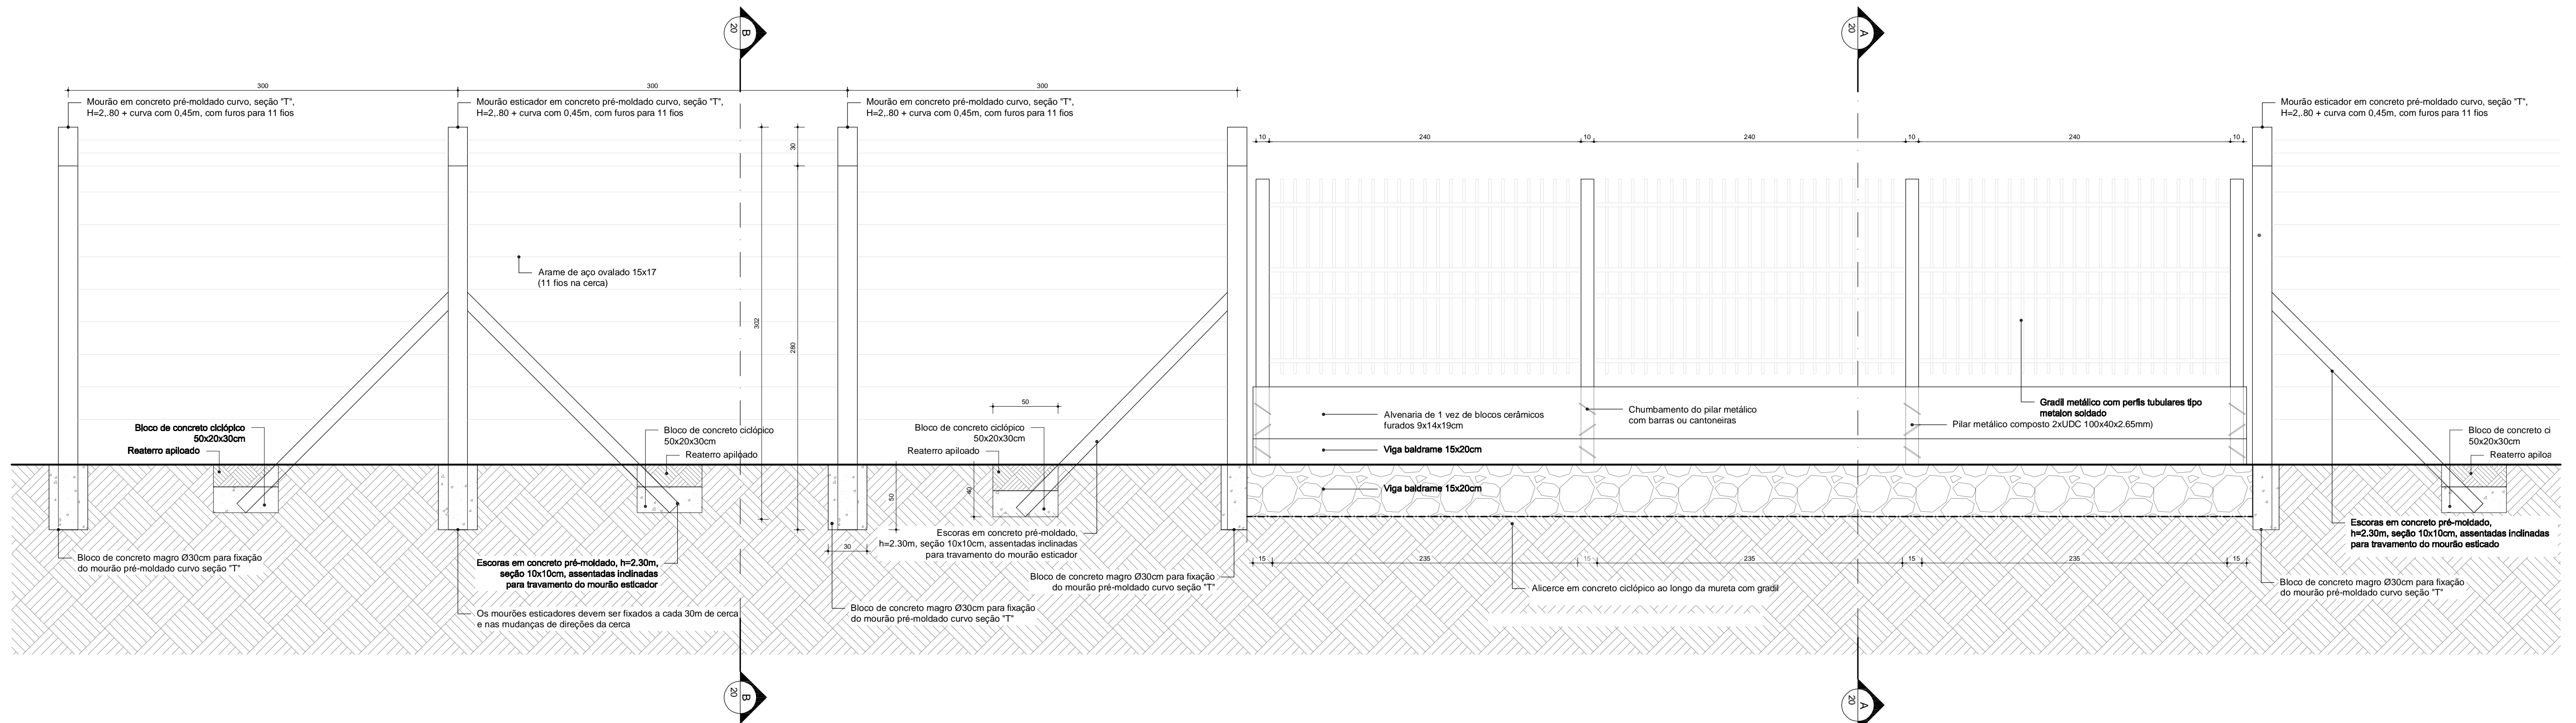 B
20
A
20
300
300
300
Mourão em concreto pré-moldado curvo, seção "T",
H=2,.80 + curva com 0,45m, com furos para 11 fios
Mourão esticador em concreto pré-moldado curvo, seção "T",
H=2,.80 + curva com 0,45m, com furos para 11 fios
Mourão em concreto pré-moldado curvo, seção "T",
H=2,.80 + curva com 0,45m, com furos para 11 fios
Mourão esticador em concreto pré-moldado curvo, seção "T",
H=2,.80 + curva com 0,45m, com furos para 11 fios
10
240
10
240
10
240
10
30
302
280
Arame de aço ovalado 15x17
(11 fios na cerca)
50
Bloco de concreto ciclópico
50x20x30cm
Reaterro apiloado
Bloco de concreto ciclópico
50x20x30cm
Reaterro apiloado
Bloco de concreto ciclópico
50x20x30cm
Reaterro apiloado
Alvenaria de 1 vez de blocos cerâmicos
furados 9x14x19cm
Chumbamento do pilar metálico
com barras ou cantoneiras
Gradil metálico com perfis tubulares tipo
metalon soldado
Pilar metálico composto 2xUDC 100x40x2.65mm)
Bloco de concreto ci
50x20x30cm
Reaterro apiloa
Viga baldrame 15x20cm
Viga baldrame 15x20cm
50
40
30
Bloco de concreto magro Ø30cm para fixação
do mourão pré-moldado curvo seção "T"
Escoras em concreto pré-moldado, h=2.30m,
seção 10x10cm, assentadas inclinadas
para travamento do mourão esticador
Os mourões esticadores devem ser fixados a cada 30m de cerca
e nas mudanças de direções da cerca
Escoras em concreto pré-moldado,
h=2.30m, seção 10x10cm, assentadas inclinadas
para travamento do mourão esticador
Bloco de concreto magro Ø30cm para fixação
do mourão pré-moldado curvo seção "T"
Bloco de concreto magro Ø30cm para fixação
do mourão pré-moldado curvo seção "T"
15
235
15
235
15
235
15
Alicerce em concreto ciclópico ao longo da mureta com gradil
Escoras em concreto pré-moldado,
h=2.30m, seção 10x10cm, assentadas inclinadas
para travamento do mourão esticado
Bloco de concreto magro Ø30cm para fixação
do mourão pré-moldado curvo seção "T"
B
20
A
20